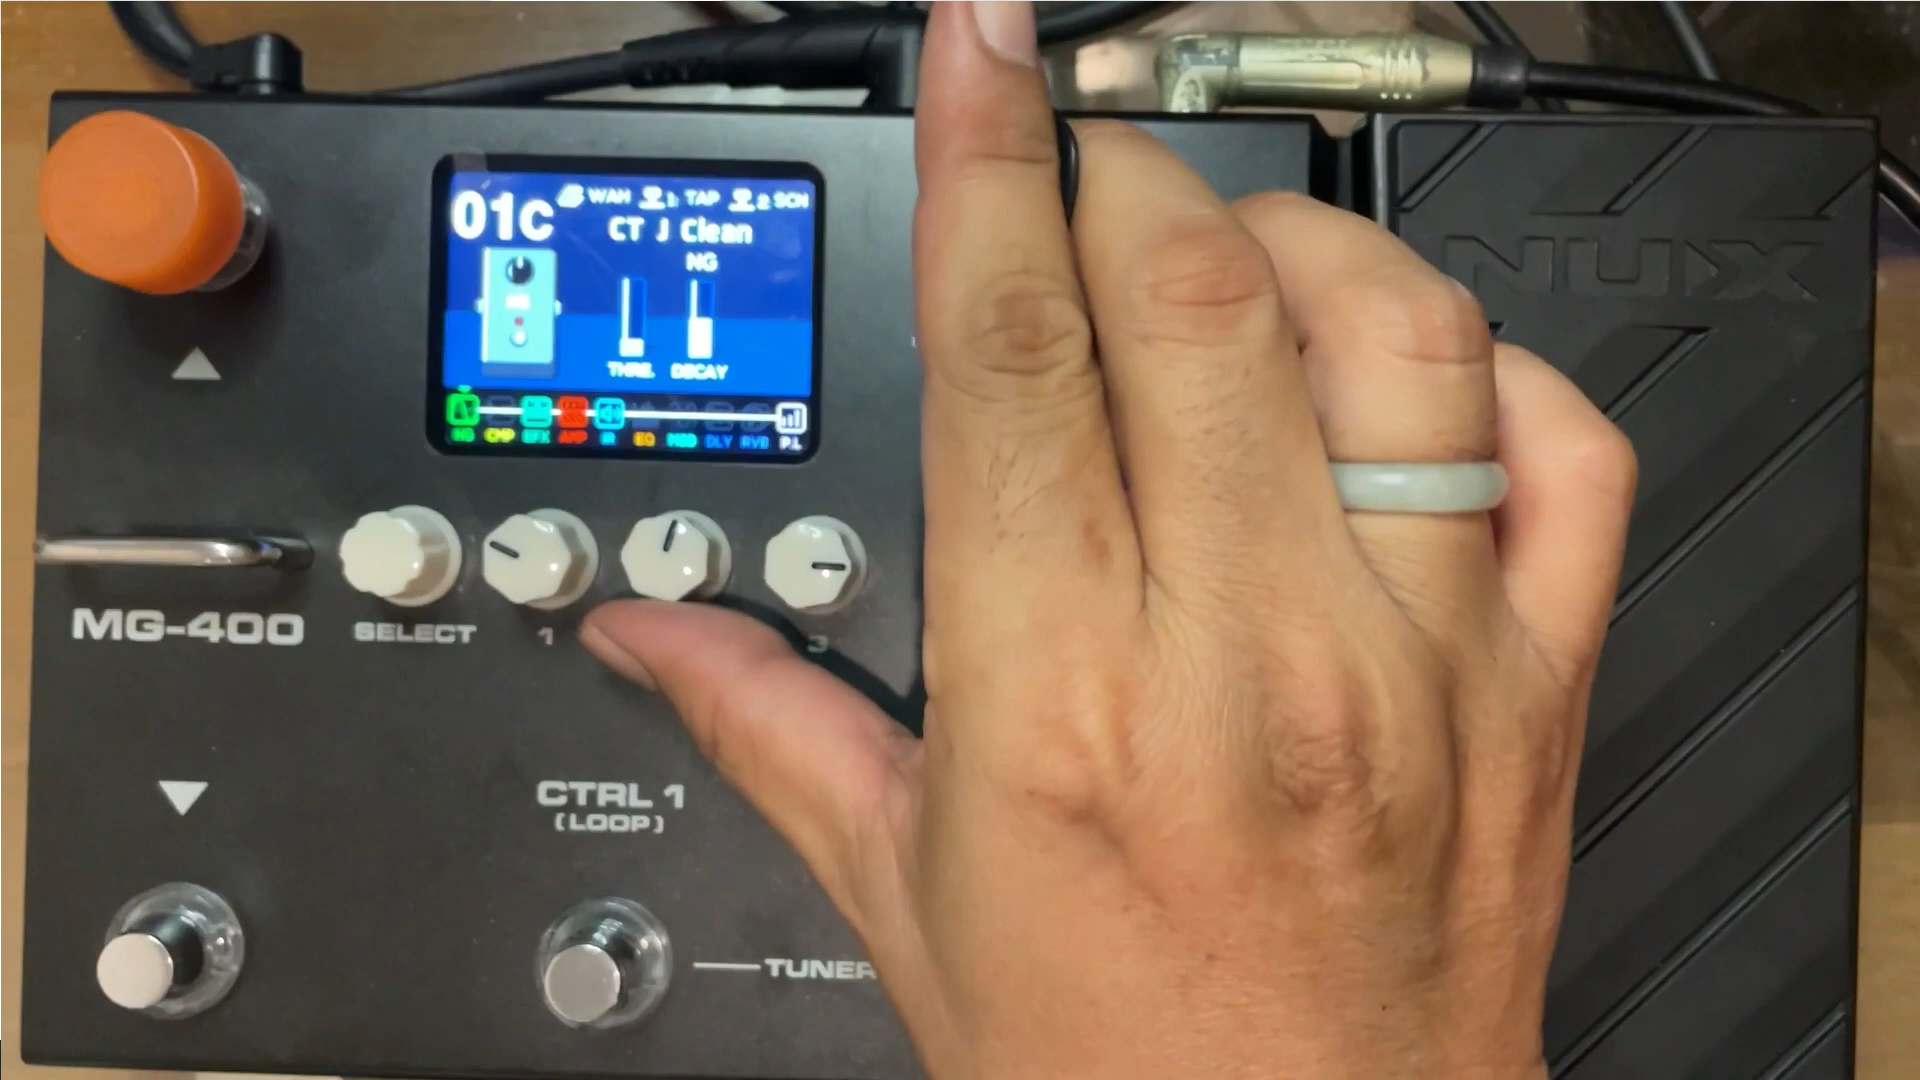 01C WAH 1: TAP 2: SCN
CT J Clean
NG
THRE. DECAY
NG CMP EFX AMP IR EQ MOD DLY RVB P.L
NUX
MG-400
SELECT
1
3
CTRL 1
(LOOP)
TUNER